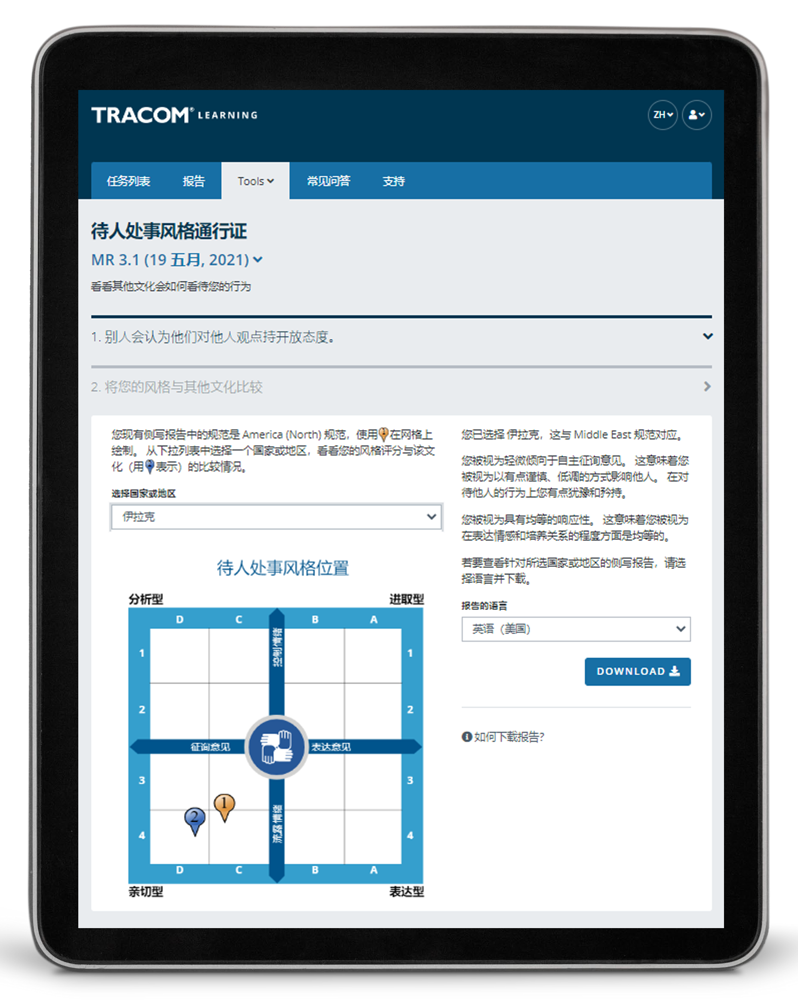 TRACOM® LEARNING
ZH
任务列表
报告
Tools
常见问答
支持
待人处事风格通行证
MR 3.1 (19 五月, 2021)
看看其他文化会如何看待您的行为
1. 别人会认为他们对他人观点持开放态度。
2. 将您的风格与其他文化比较
您现有侧写报告中的规范是 America (North) 规范，使用1在网格上
绘制。 从下拉列表中选择一个国家或地区，看看您的风格评分与该文
化（用2表示）的比较情况。
选择国家或地区
伊拉克
待人处事风格位置
分析型
进取型
D C B A
控制情绪
1 1
2 2
征询意见
表达意见
3 3
1
2
流露情绪
4 4
D C B A
亲切型
表达型
您已选择 伊拉克，这与 Middle East 规范对应。
您被视为轻微倾向于自主征询意见。 这意味着您
被视为以有点谨慎、低调的方式影响他人。 在对
待他人的行为上您有点犹豫和矜持。
您被视为具有均等的响应性。 这意味着您被视为
在表达情感和培养关系的程度方面是均等的。
若要查看针对所选国家或地区的侧写报告，请选
择语言并下载。
报告的语言
英语（美国）
DOWNLOAD
如何下载报告?